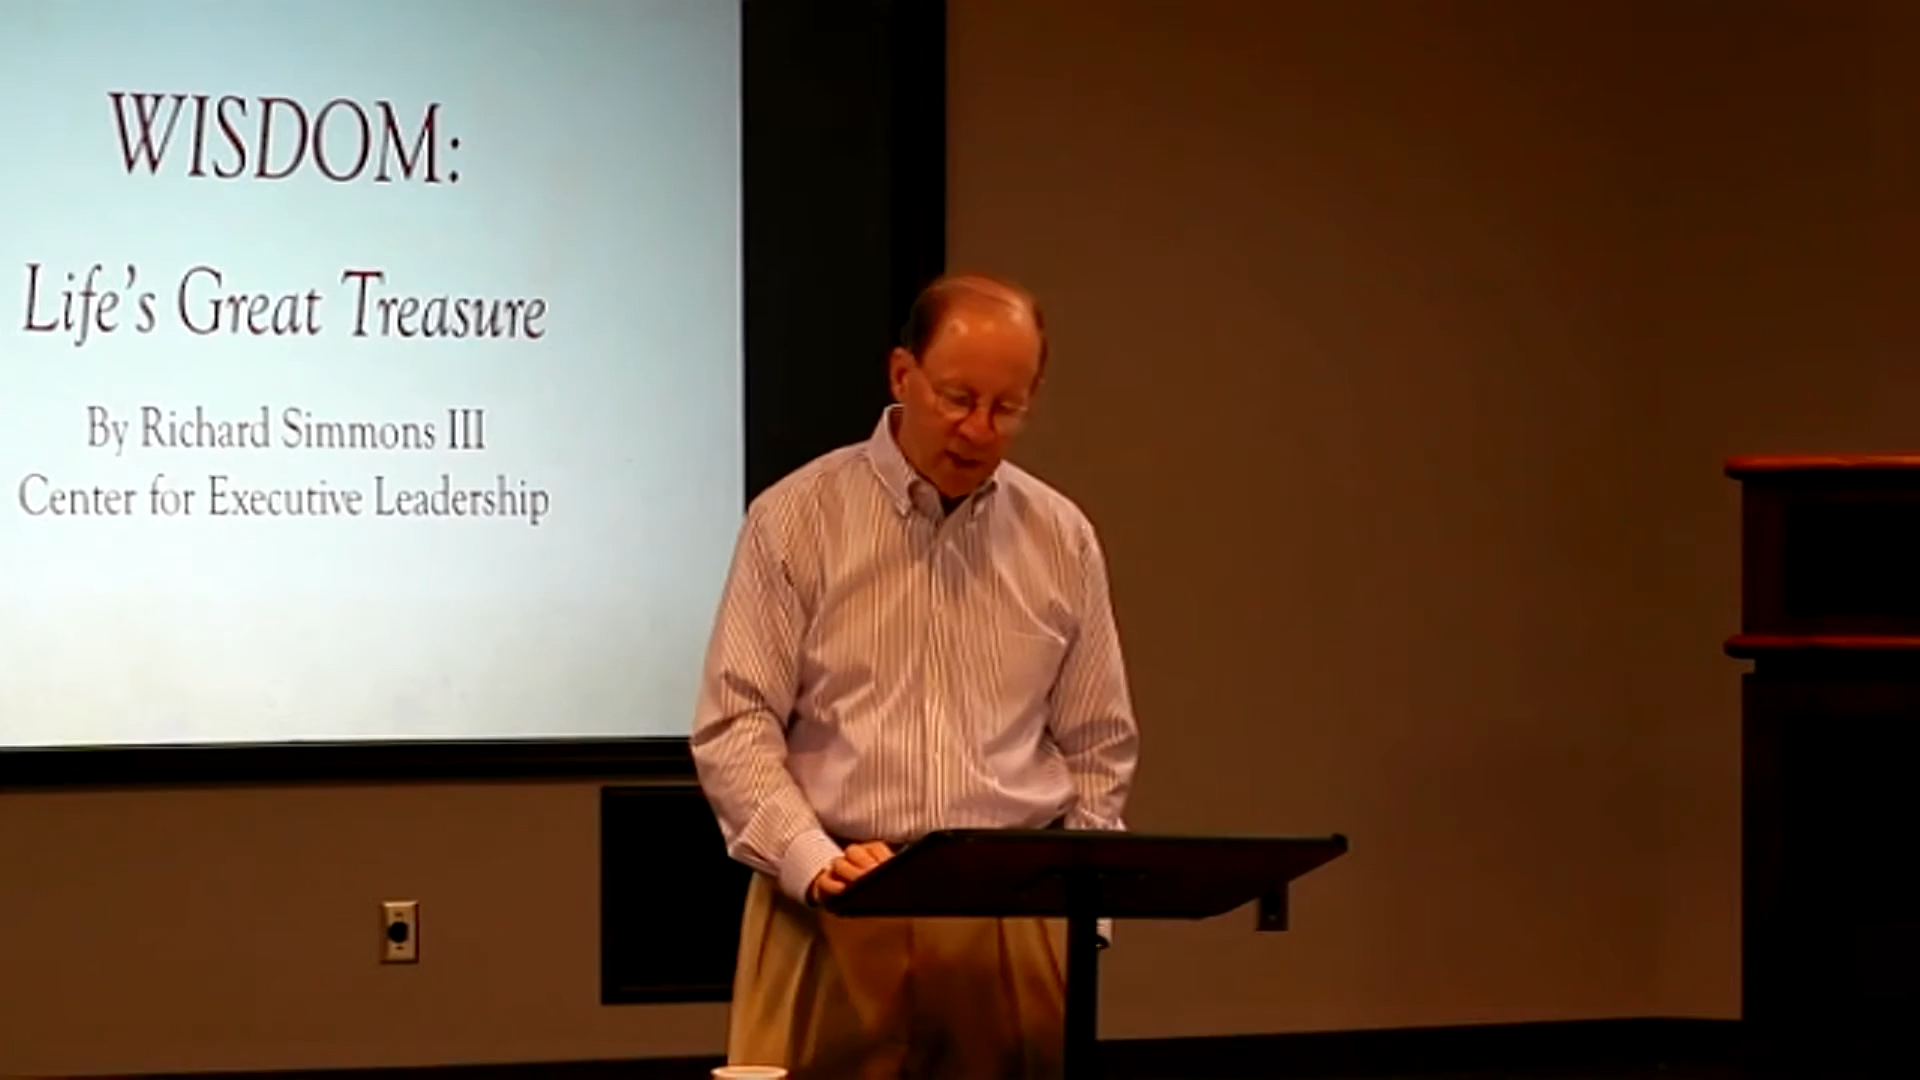 WISDOM:
Life's Great Treasure
By Richard Simmons III
Center for Executive Leadership